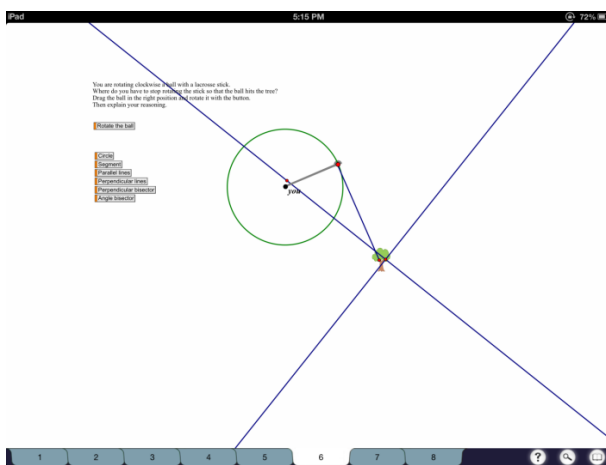 iPad 5:15 PM 72%
You are rotating clockwise a ball with a lacrosse stick.
Where do you have to stop rotating the stick so that the ball hits the tree?
Drag the ball in the right position and rotate it with the button.
Then explain your reasoning.
Rotate the ball
Circle
Segment
Parallel lines
Perpendicular lines
Perpendicular bisector
Angle bisector
you
1 2 3 4 5 6 7 8 ?